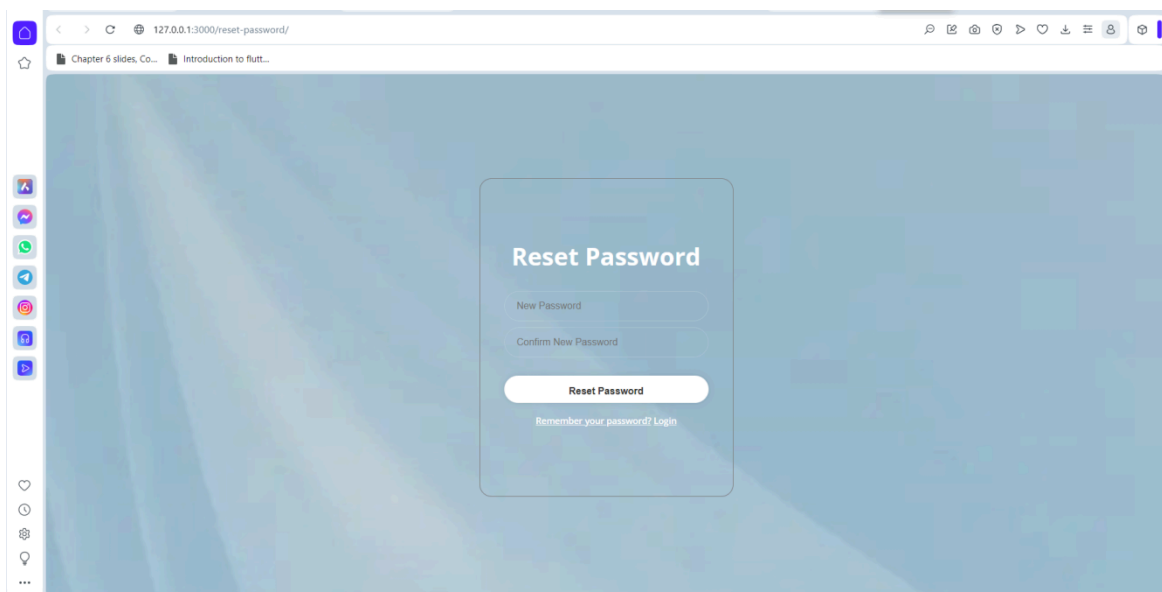 127.0.0.1:3000/reset-password/
Chapter 6 slides, Co... Introduction to flutt...
Reset Password
New Password
Confirm New Password
Reset Password
Remember your password? Login